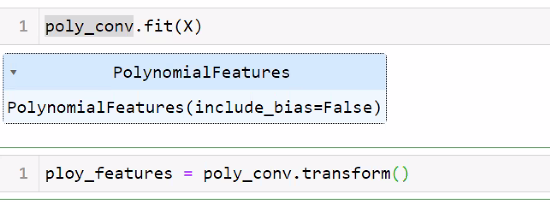 1 poly_conv.fit(X)
▾ PolynomialFeatures
PolynomialFeatures(include_bias=False)
1 ploy_features = poly_conv.transform()